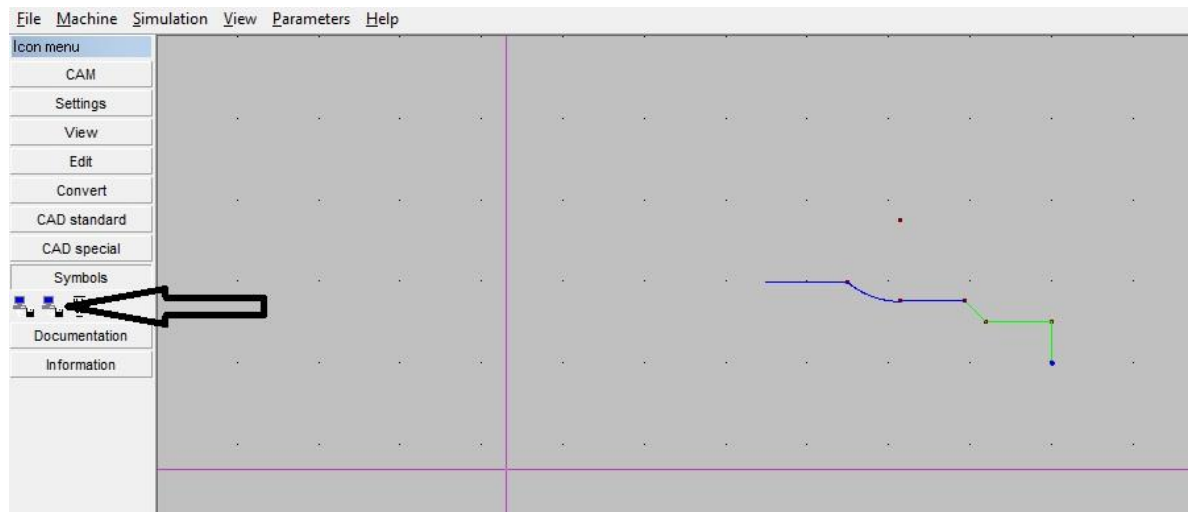 File Machine Simulation View Parameters Help
Icon menu
CAM
Settings
View
Edit
Convert
CAD standard
CAD special
Symbols
Documentation
Information